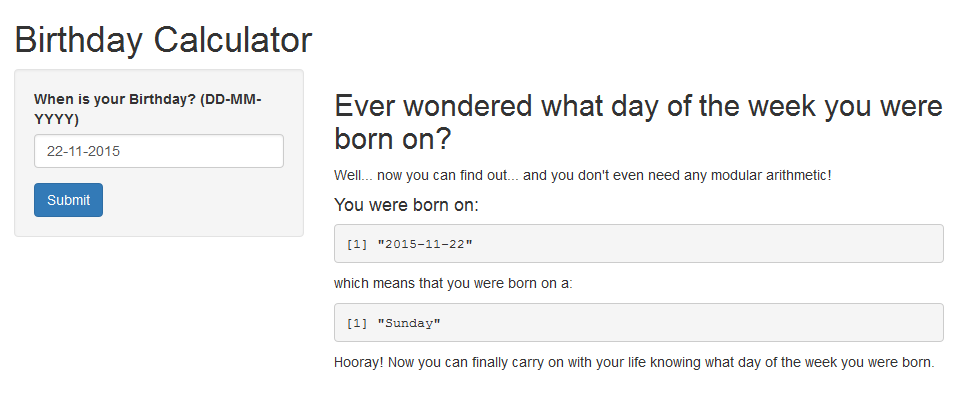 Birthday Calculator
When is your Birthday? (DD-MM-
YYYY)
22-11-2015
Submit
Ever wondered what day of the week you were
born on?
Well... now you can find out... and you don't even need any modular arithmetic!
You were born on:
[1] "2015-11-22"
which means that you were born on a:
[1] "Sunday"
Hooray! Now you can finally carry on with your life knowing what day of the week you were born.